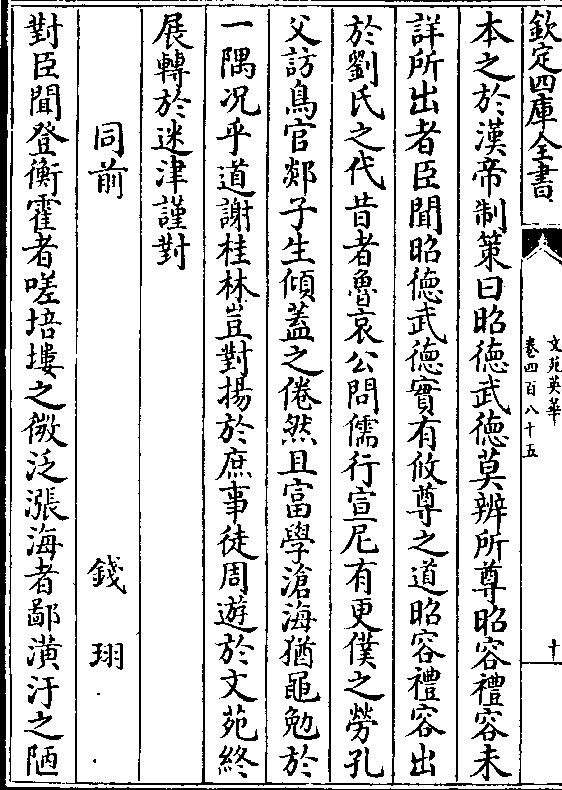 欽定四庫全書
文苑英華
卷四百八十五
十
本之於漢帝制策曰昭德武德莫辨所尊昭容禮容未
詳所出者臣聞昭德武德實有攸尊之道昭容禮容出
於劉氏之代昔者魯哀公問儒行宣尼有更僕之勞孔
父訪鳥官郯子生傾蓋之倦然且富學滄海猶黽勉於
一隅况乎道謝桂林豈對揚於庶事徒周遊於文苑終
展轉於迷津謹對
同前 錢珝
對臣聞登衡霍者嗟培塿之微泛漲海者鄙潢汙之陋